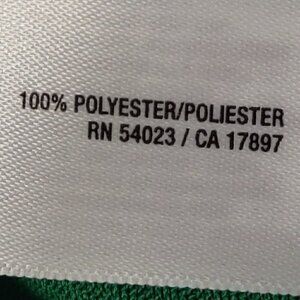 100% POLYESTER/POLIESTER
RN 54023 / CA 17897